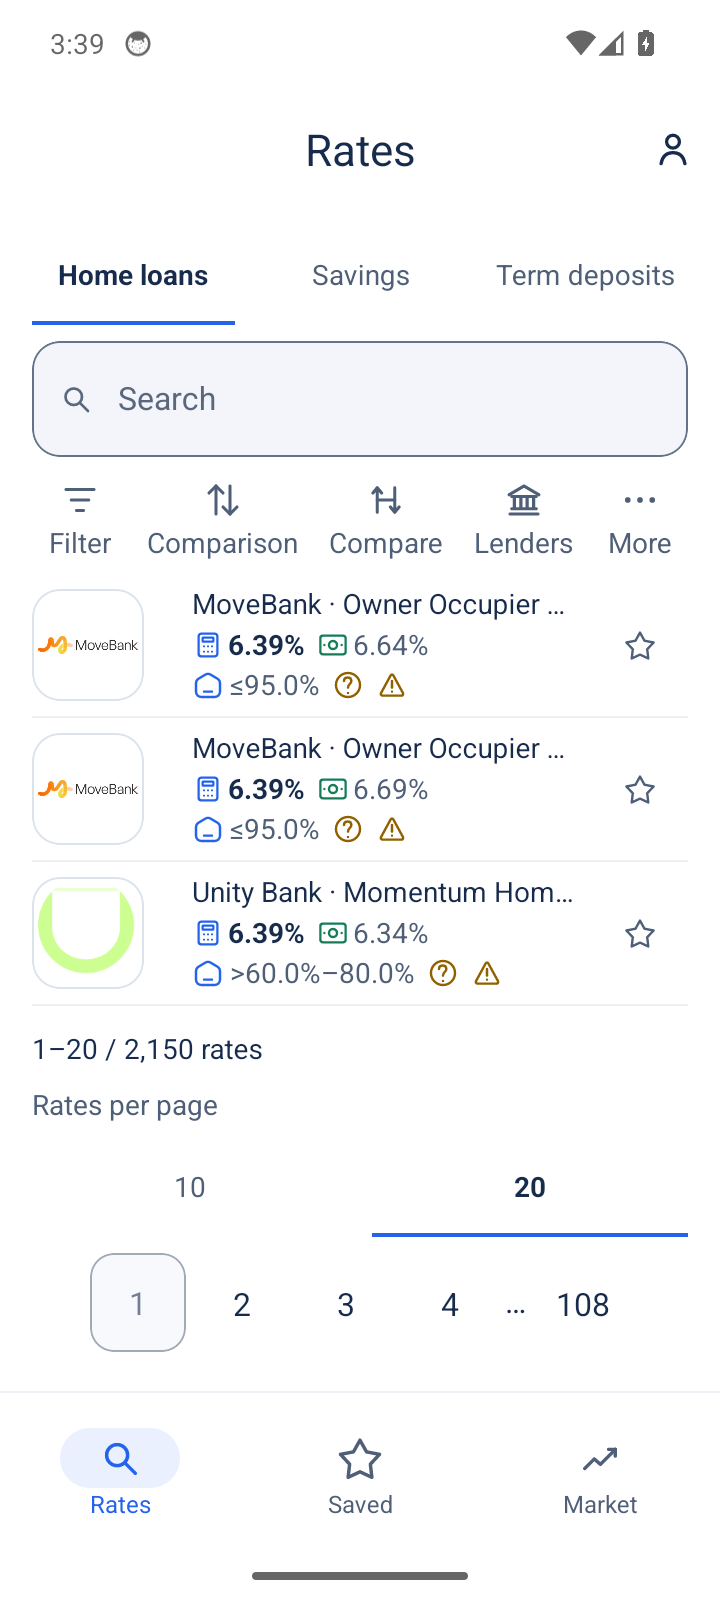 3:39
Rates
Home loans
Savings
Term deposits
Search
Filter
Comparison
Compare
Lenders
More
MoveBank
MoveBank · Owner Occupier ...
6.39% 6.64%
≤95.0%
MoveBank
MoveBank · Owner Occupier ...
6.39% 6.69%
≤95.0%
Unity Bank · Momentum Hom...
6.39% 6.34%
>60.0%–80.0%
1–20 / 2,150 rates
Rates per page
10
20
1 2 3 4 ... 108
Rates
Saved
Market